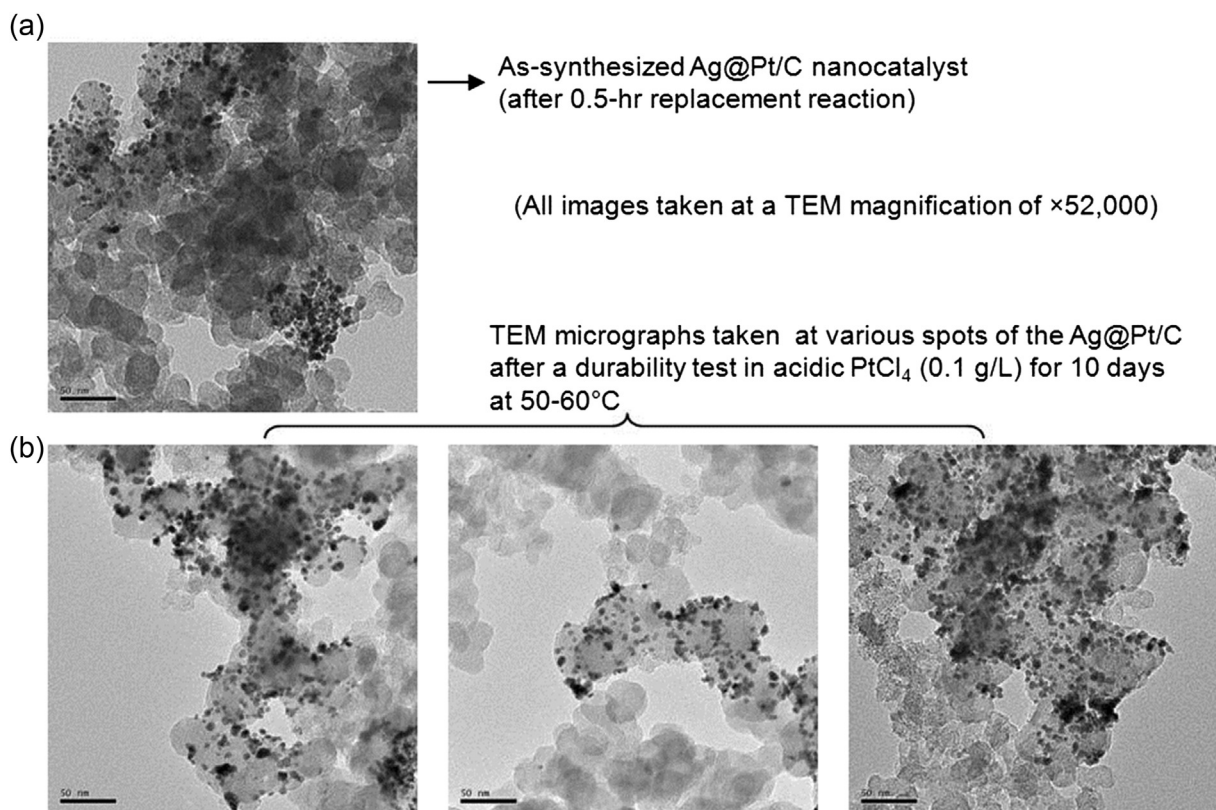 (a)
As-synthesized Ag@Pt/C nanocatalyst
(after 0.5-hr replacement reaction)
(All images taken at a TEM magnification of ×52,000)
50 nm
TEM micrographs taken at various spots of the Ag@Pt/C
after a durability test in acidic PtCl₄ (0.1 g/L) for 10 days
at 50-60°C
(b)
50 nm
50 nm
50 nm